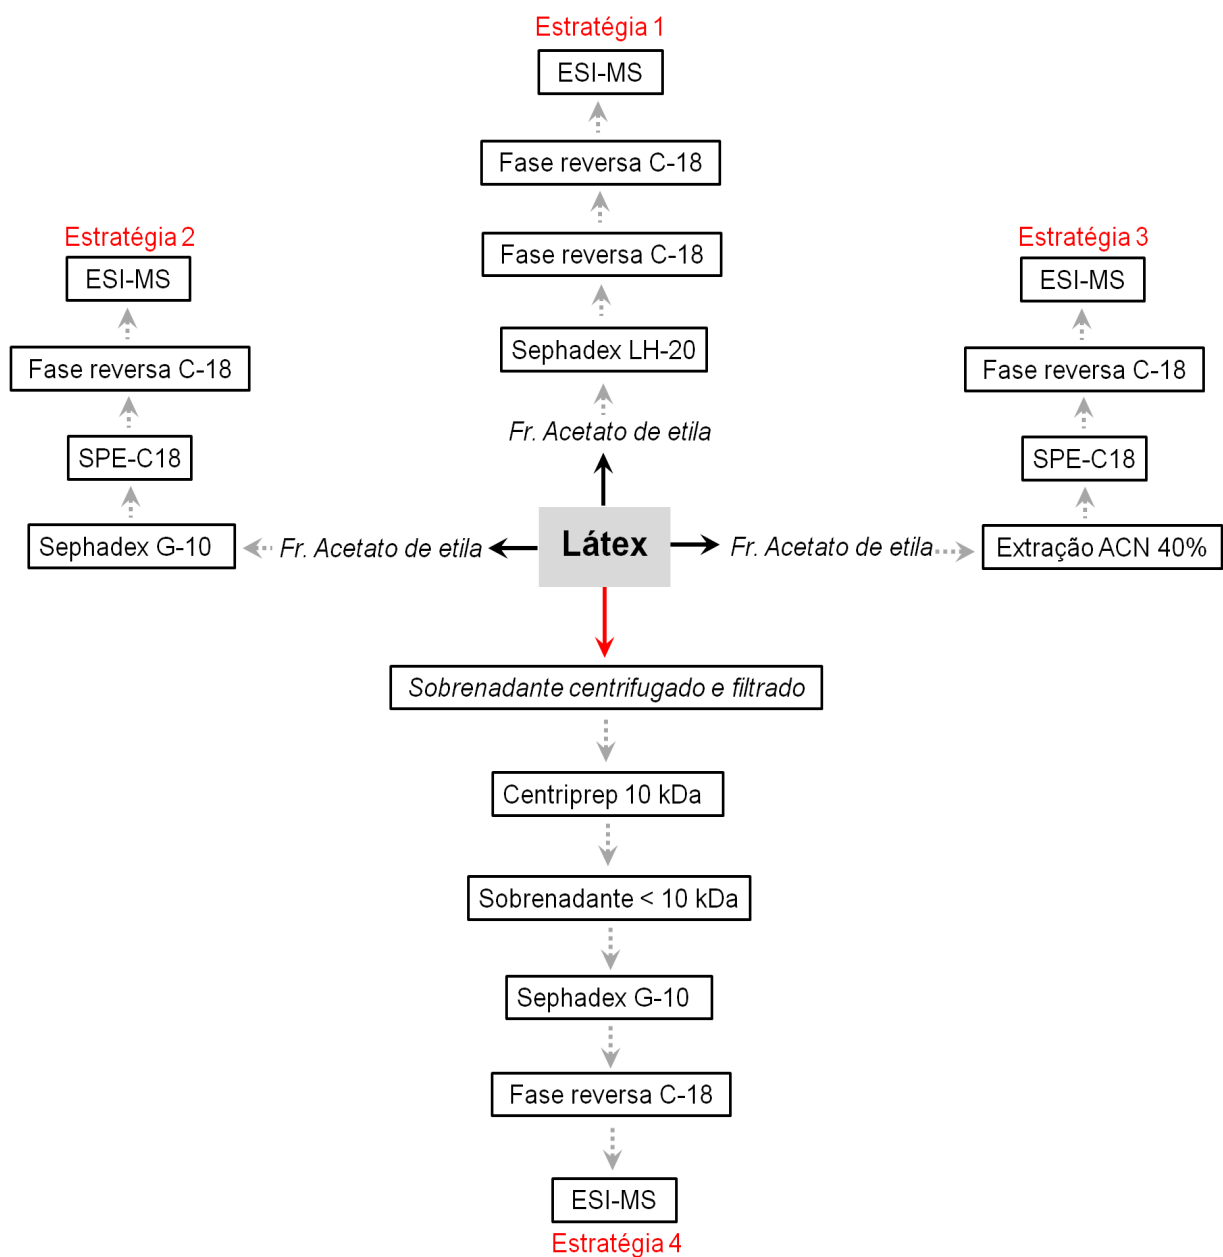 Estratégia 1
ESI-MS
Fase reversa C-18
Estratégia 2
Fase reversa C-18
Estratégia 3
ESI-MS
ESI-MS
Sephadex LH-20
Fase reversa C-18
Fase reversa C-18
Fr. Acetato de etila
SPE-C18
SPE-C18
Sephadex G-10
Fr. Acetato de etila
Látex
Fr. Acetato de etila
Extração ACN 40%
Sobrenadante centrifugado e filtrado
Centriprep 10 kDa
Sobrenadante < 10 kDa
Sephadex G-10
Fase reversa C-18
ESI-MS
Estratégia 4